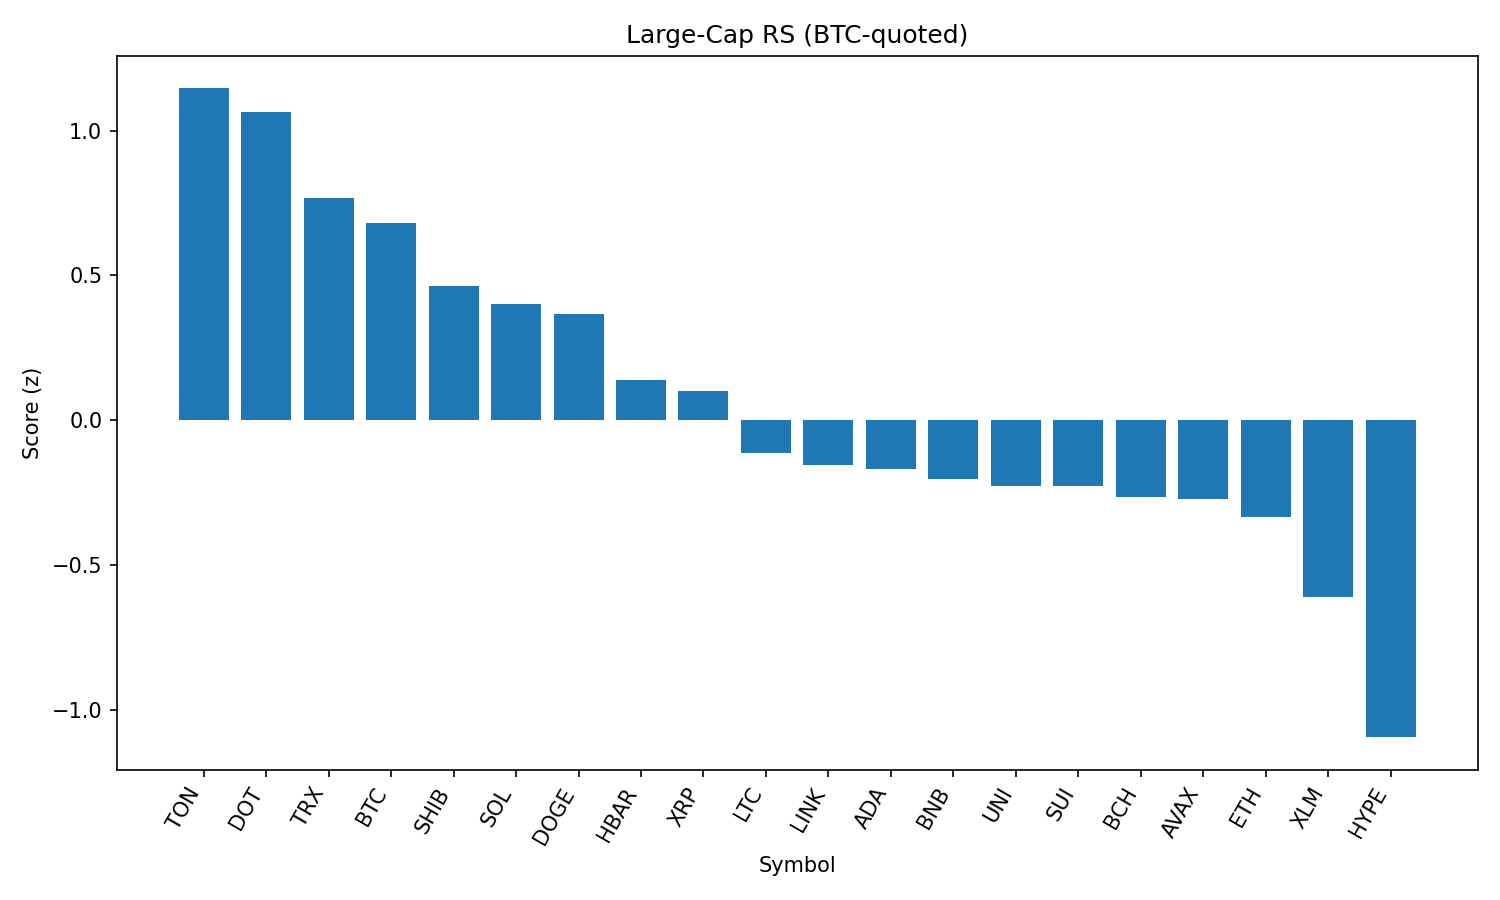 Large-Cap RS (BTC-quoted)
Score (z)
1.0
0.5
0.0
−0.5
−1.0
TON
DOT
TRX
BTC
SHIB
SOL
DOGE
HBAR
XRP
LTC
LINK
ADA
BNB
UNI
SUI
BCH
AVAX
ETH
XLM
HYPE
Symbol